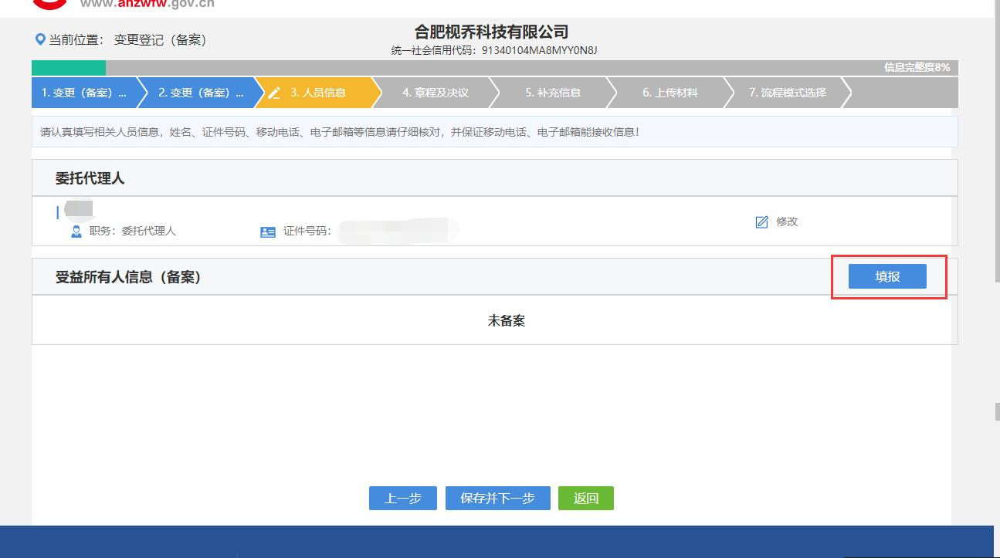 www.ahzwfw.gov.cn
当前位置： 变更登记（备案）
合肥枧乔科技有限公司
统一社会信用代码：91340104MA8MYY0N8J
信息完整度8%
1. 变更（备案）...
2. 变更（备案）...
3. 人员信息
4. 章程及决议
5. 补充信息
6. 上传材料
7. 流程模式选择
请认真填写相关人员信息，姓名、证件号码、移动电话、电子邮箱等信息请仔细核对，并保证移动电话、电子邮箱能接收信息！
委托代理人
职务：委托代理人
证件号码：
修改
受益所有人信息（备案）
填报
未备案
上一步
保存并下一步
返回